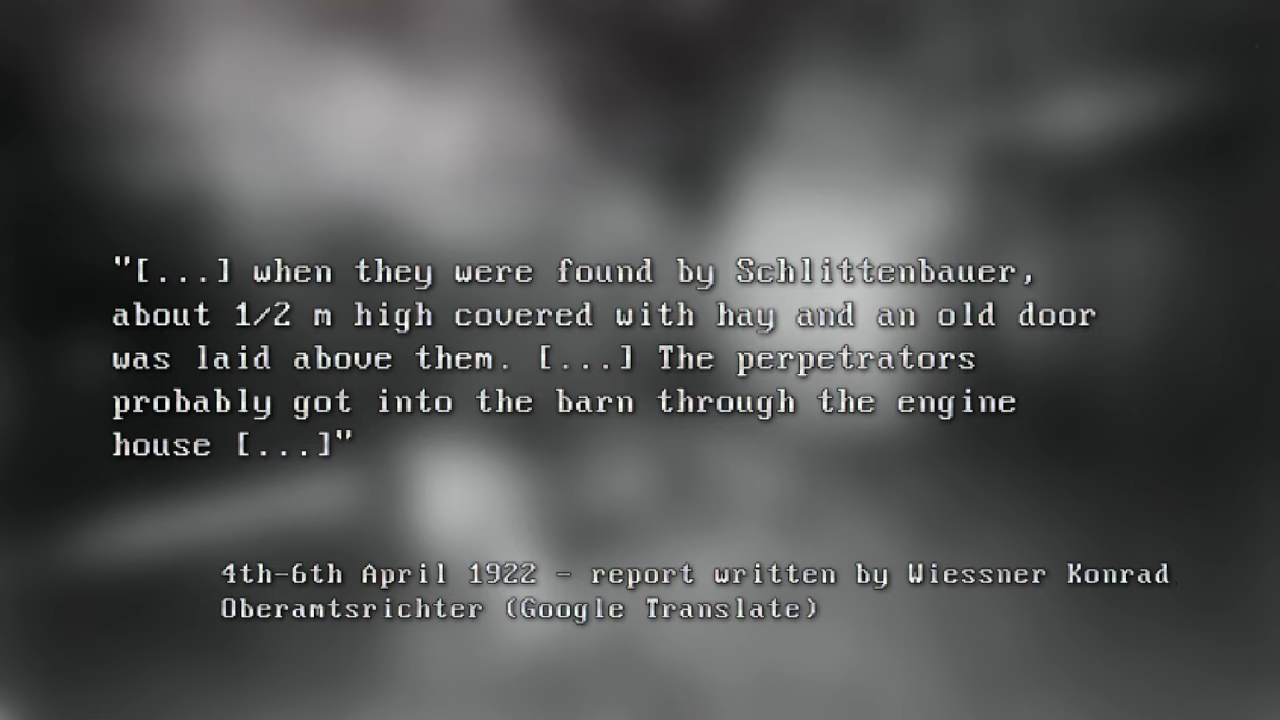 "[...] when they were found by Schlittenbauer,
about 1/2 m high covered with hay and an old door
was laid above them. [...] The perpetrators
probably got into the barn through the engine
house [...]"
4th-6th April 1922 - report written by Wiessner Konrad
Oberamtsrichter (Google Translate)